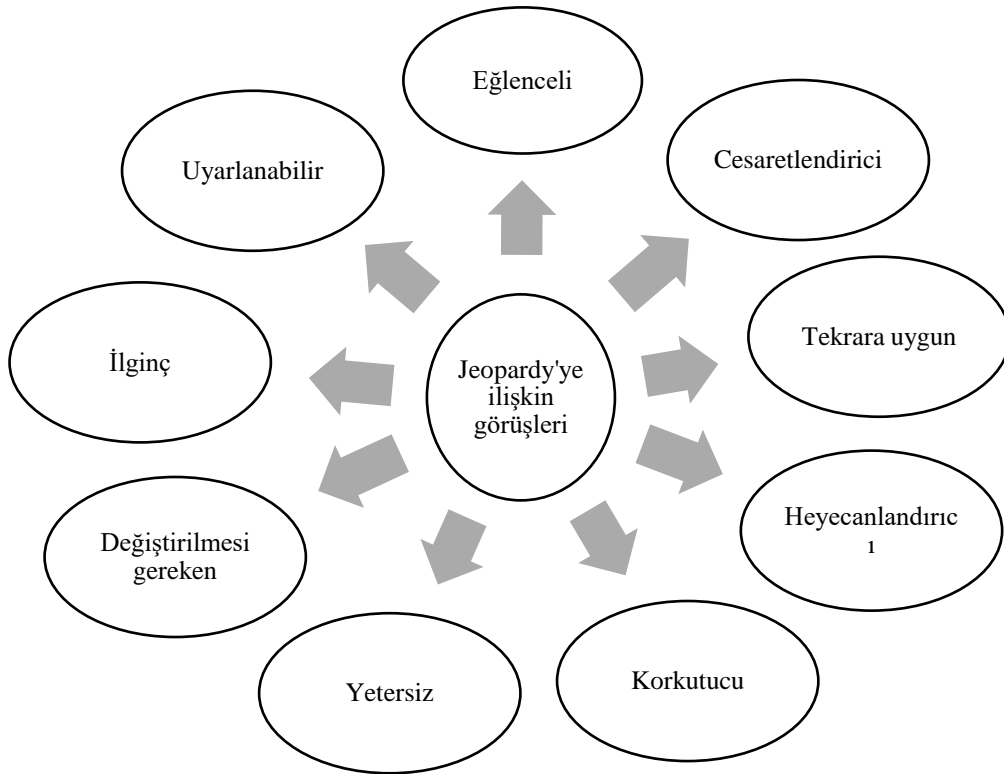 Eğlenceli
Cesaretlendirici
Uyarlanabilir
Tekrara uygun
İlginç
Jeopardy'ye
ilişkin
görüşleri
Heyecanlandırıc
ı
Değiştirilmesi
gereken
Korkutucu
Yetersiz